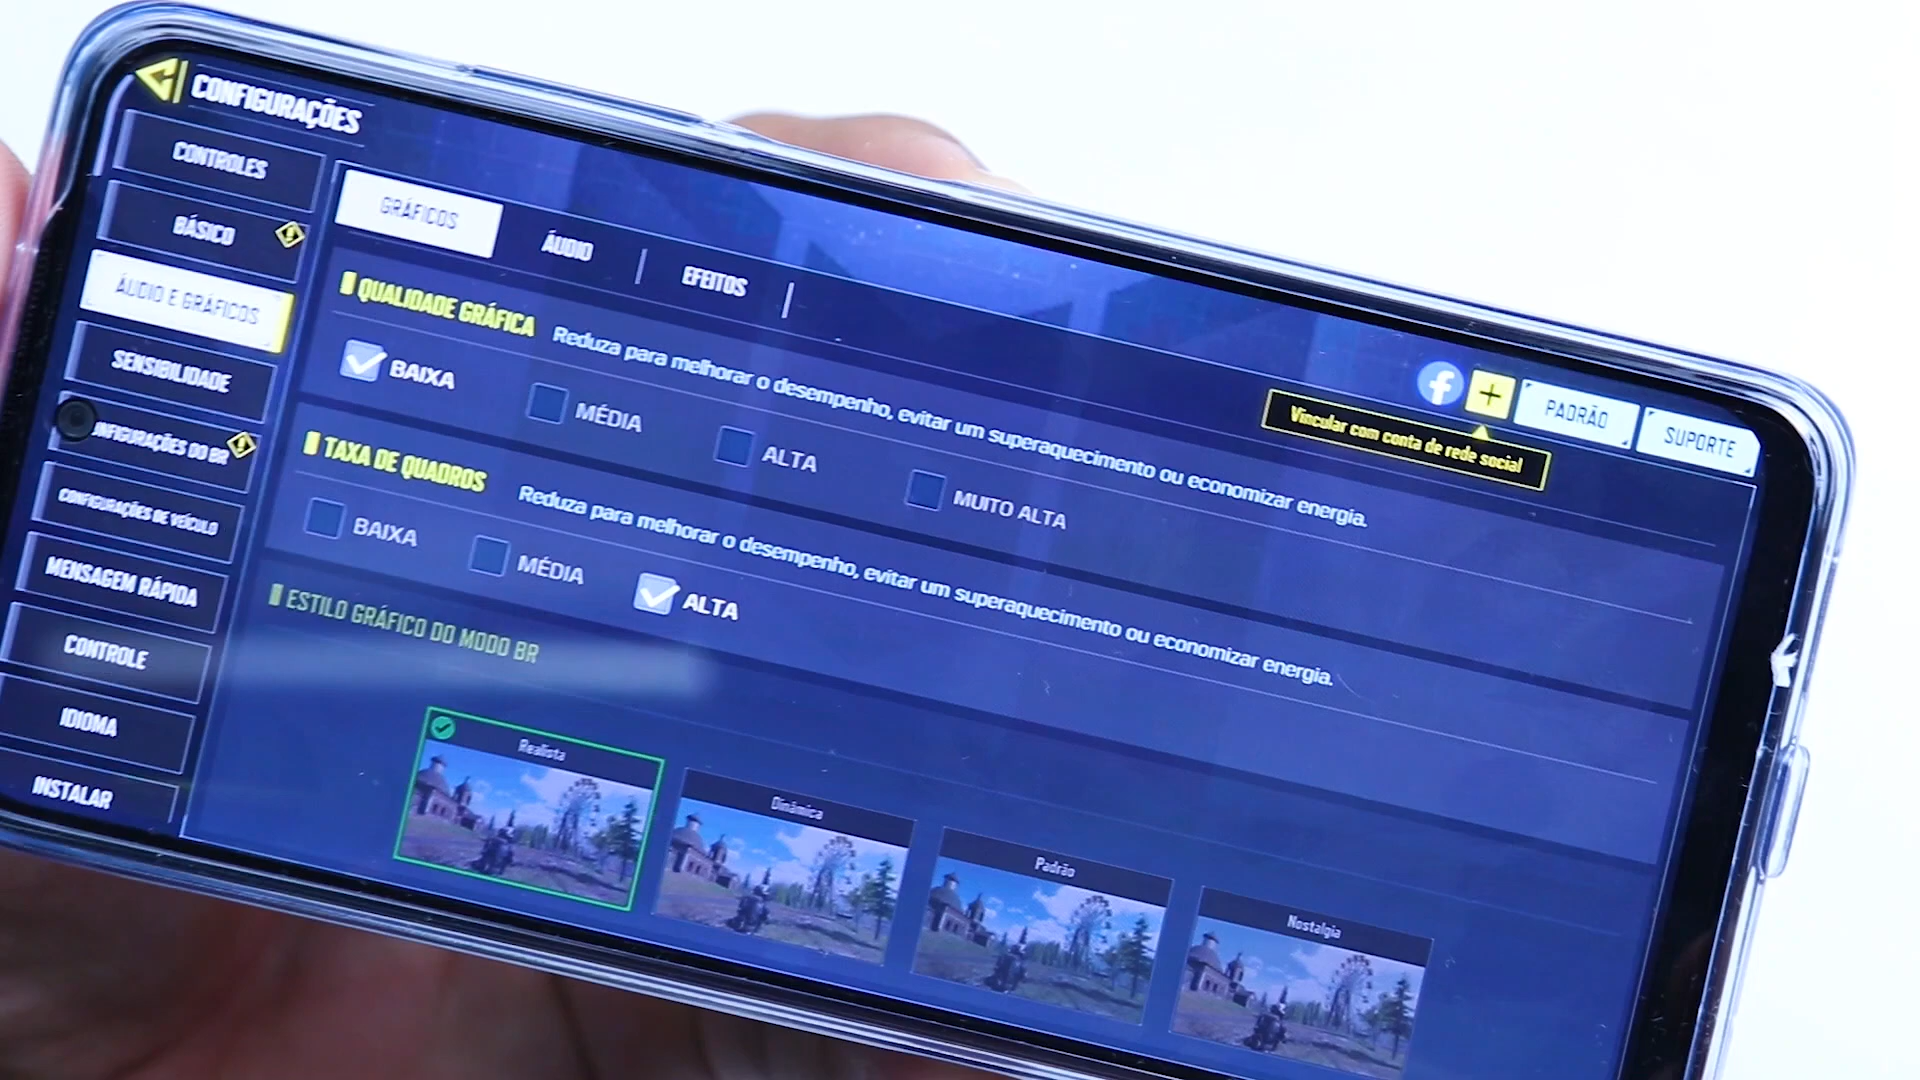 CONFIGURAÇÕES
CONTROLES
BÁSICO
ÁUDIO E GRÁFICOS
SENSIBILIDADE
ONFIGURAÇÕES DO BR
CONFIGURAÇÕES DE VEÍCULO
MENSAGEM RÁPIDA
CONTROLE
IDIOMA
INSTALAR
GRÁFICOS
ÁUDIO
EFEITOS
PADRÃO
SUPORTE
Vincular com conta de rede social
QUALIDADE GRÁFICA Reduza para melhorar o desempenho, evitar um superaquecimento ou economizar energia.
BAIXA MÉDIA ALTA MUITO ALTA
TAXA DE QUADROS Reduza para melhorar o desempenho, evitar um superaquecimento ou economizar energia.
BAIXA MÉDIA ALTA
ESTILO GRÁFICO DO MODO BR
Realista
Dinâmica
Padrão
Nostalgia